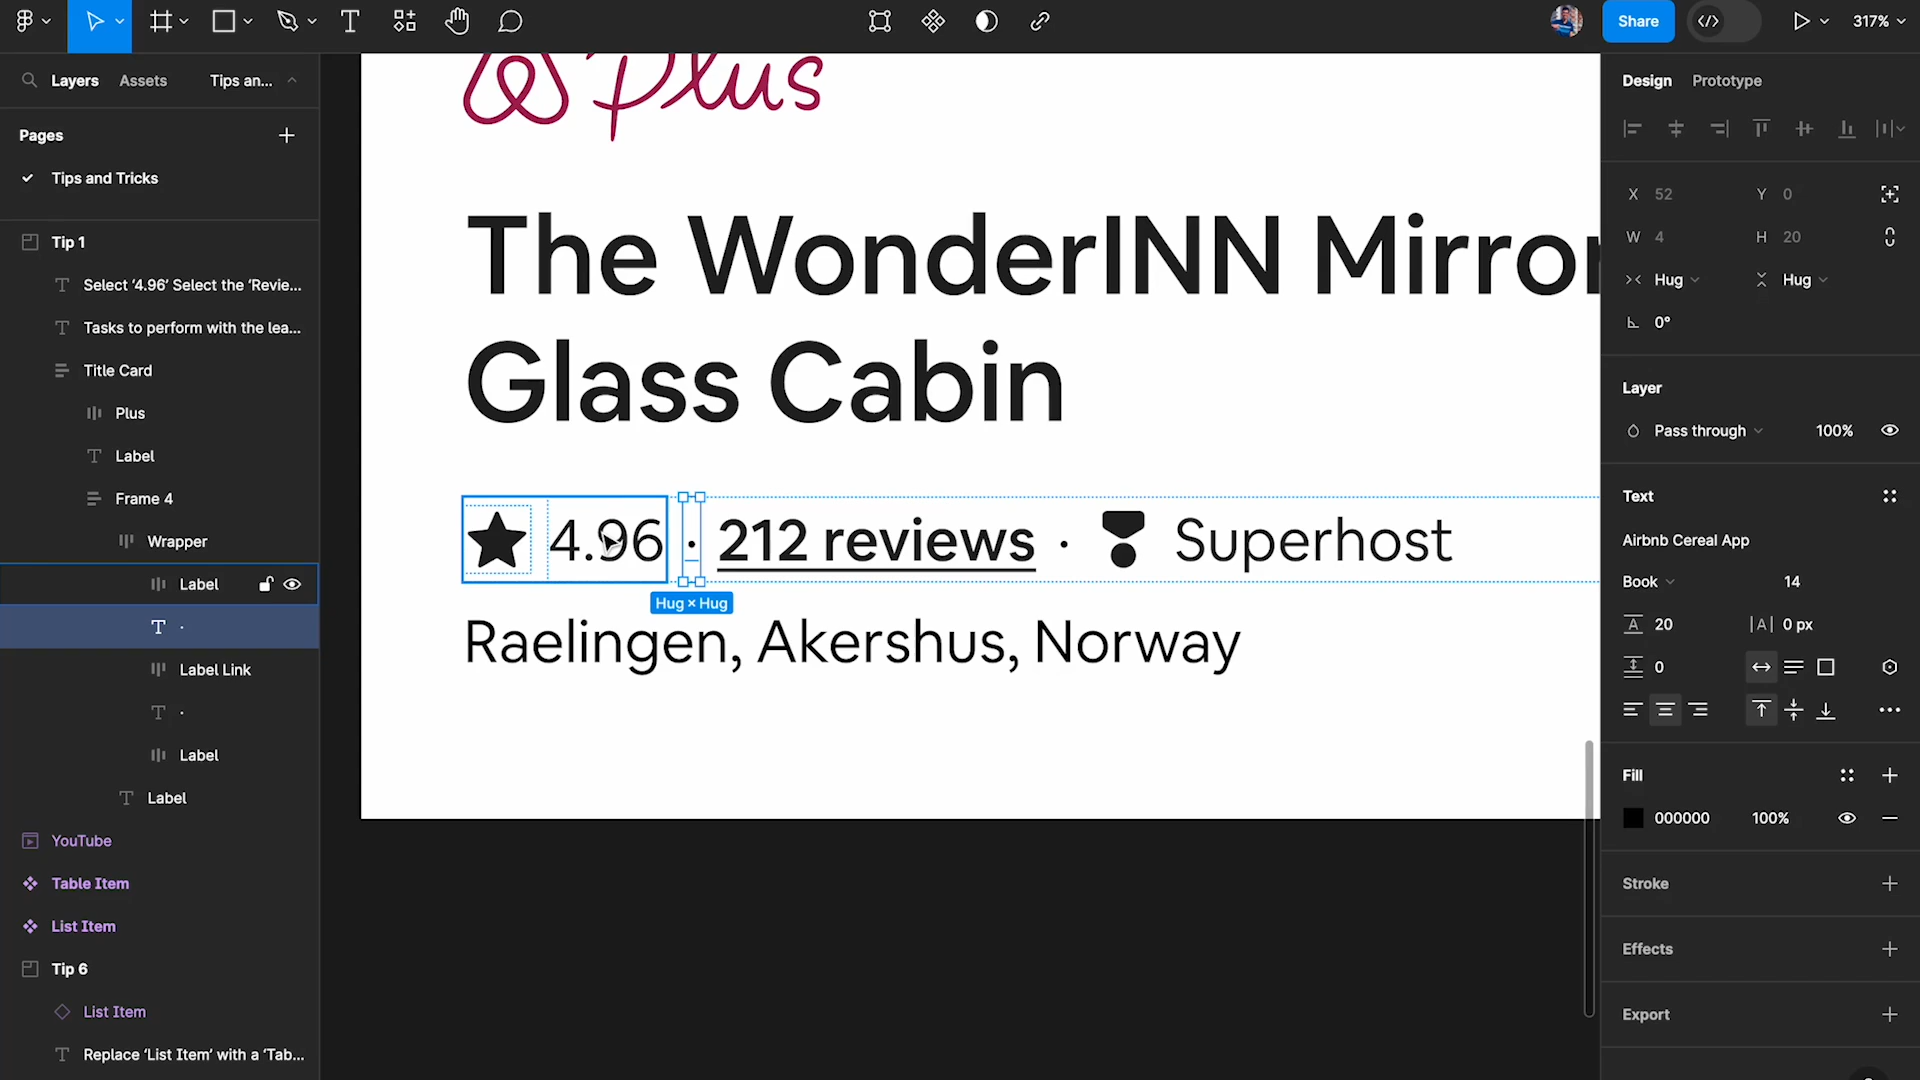 Share
317%
Layers
Assets
Tips an...
Pages
Tips and Tricks
Tip 1
Select ‘4.96’ Select the ‘Revie...
Tasks to perform with the lea...
Title Card
Plus
Label
Frame 4
Wrapper
Label
·
Label Link
·
Label
Label
YouTube
Table Item
List Item
Tip 6
List Item
Replace ‘List Item’ with a ‘Tab...
Plus
The WonderINN Mirror
Glass Cabin
4.96 · 212 reviews · Superhost
Hug × Hug
Raelingen, Akershus, Norway
Design
Prototype
X 52
Y 0
W 4
H 20
Hug
Hug
0°
Layer
Pass through
100%
Text
Airbnb Cereal App
Book
14
20
0 px
0
Fill
000000
100%
Stroke
Effects
Export